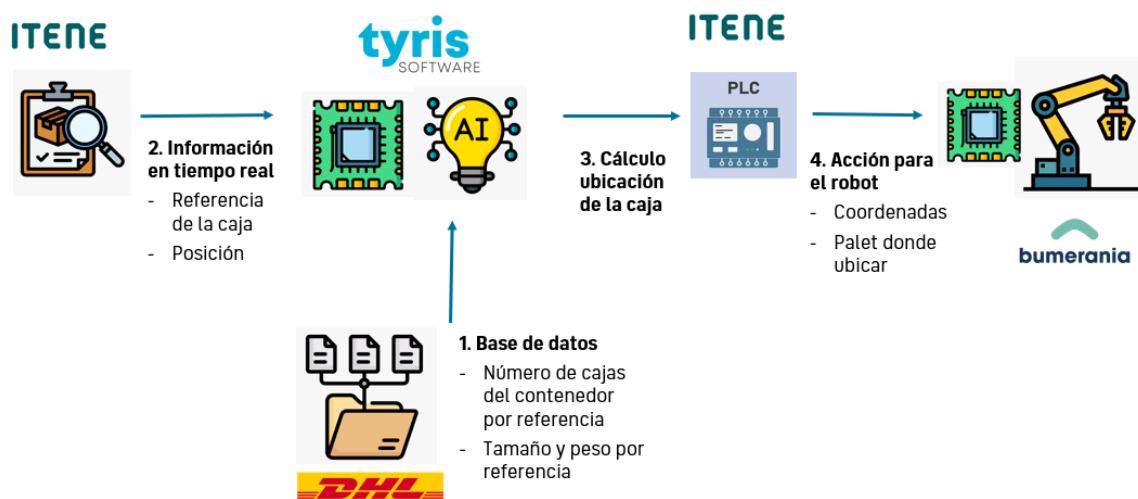 ITENE
tyris
SOFTWARE
ITENE
2. Información
en tiempo real
- Referencia
de la caja
- Posición
AI
3. Cálculo
ubicación
de la caja
PLC
4. Acción para
el robot
- Coordenadas
- Palet donde
ubicar
bumerania
1. Base de datos
- Número de cajas
del contenedor
por referencia
- Tamaño y peso por
referencia
DHL